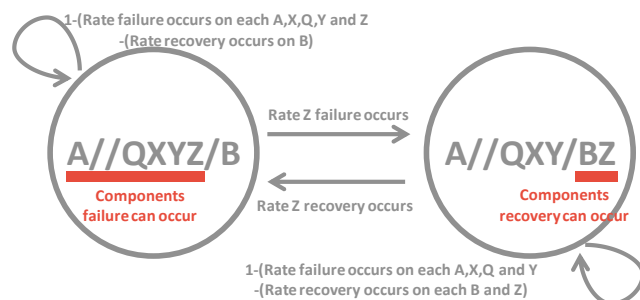 1-(Rate failure occurs on each A,X,Q,Y and Z
-(Rate recovery occurs on B)
Rate Z failure occurs
A//QXYZ/B
A//QXY/BZ
Components
failure can occur
Rate Z recovery occurs
Components
recovery can occur
1-(Rate failure occurs on each A,X,Q and Y
-(Rate recovery occurs on each B and Z)